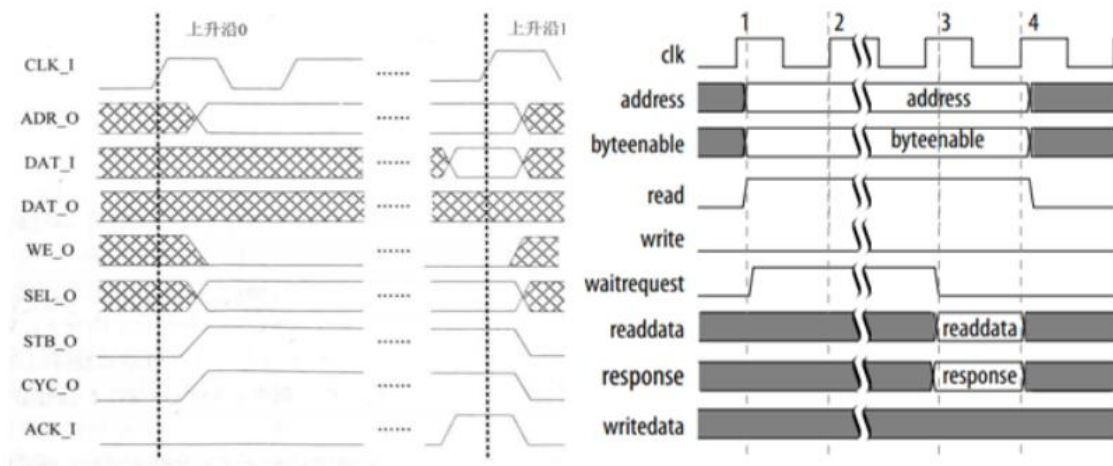 上升沿0
上升沿1
CLK_I
ADR_O
DAT_I
DAT_O
WE_O
SEL_O
STB_O
CYC_O
ACK_I
......
......
......
......
......
......
......
......
......
1 2 3 4
clk
address address
byteenable byteenable
read
write
waitrequest
readdata readdata
response response
writedata